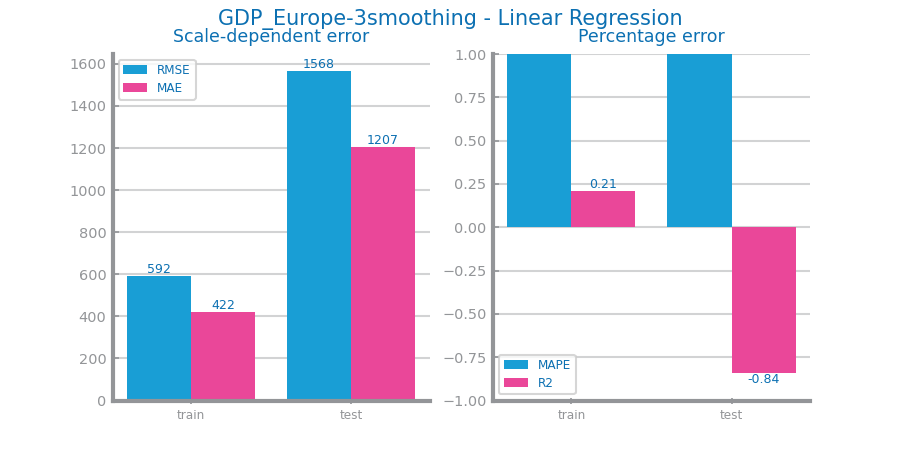 GDP_Europe-3smoothing - Linear Regression
Scale-dependent error
1600
1400
1200
1000
800
600
400
200
0
RMSE
MAE
592
422
1568
1207
train
test
Percentage error
1.00
0.75
0.50
0.25
0.00
−0.25
−0.50
−0.75
−1.00
0.21
-0.84
MAPE
R2
train
test